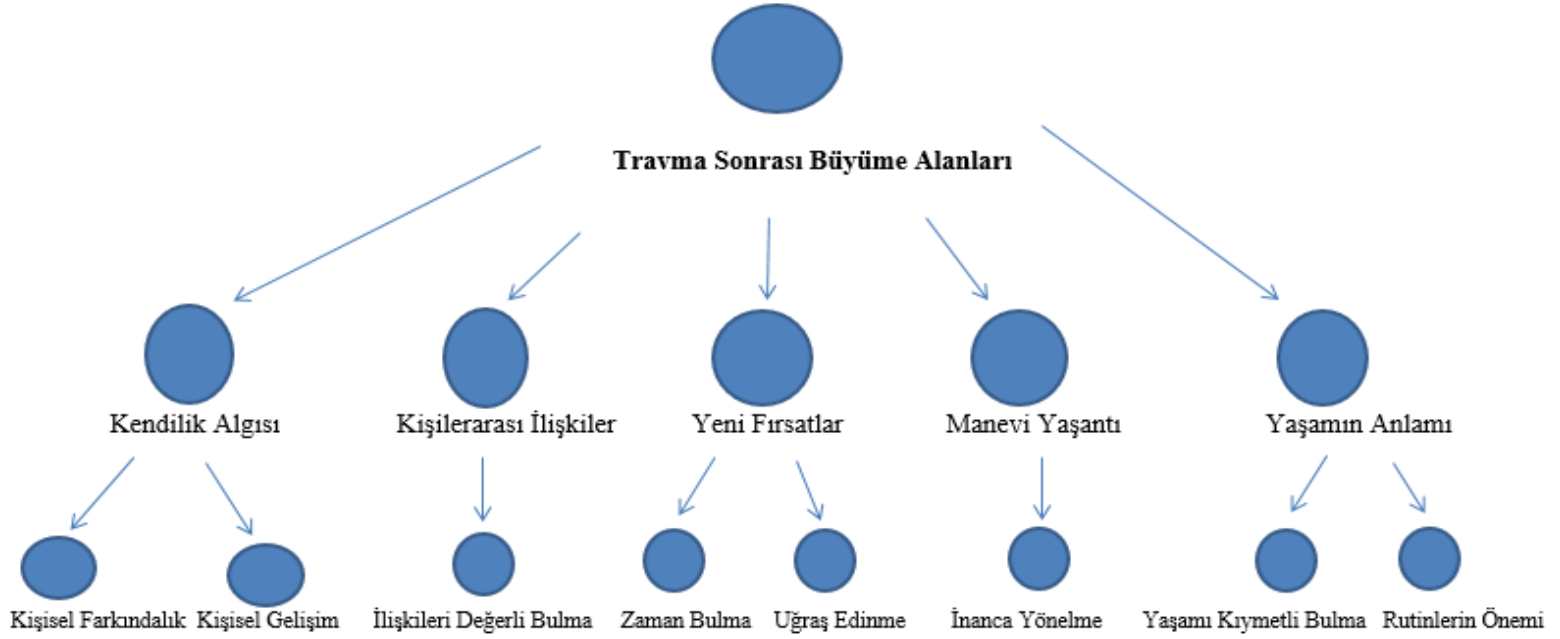 Travma Sonrası Büyüme Alanları
Kendilik Algısı
Kişilerarası İlişkiler
Yeni Fırsatlar
Manevi Yaşantı
Yaşamın Anlamı
Kişisel Farkındalık
Kişisel Gelişim
İlişkileri Değerli Bulma
Zaman Bulma
Uğraş Edinme
İnanca Yönelme
Yaşamı Kıymetli Bulma
Rutinlerin Önemi